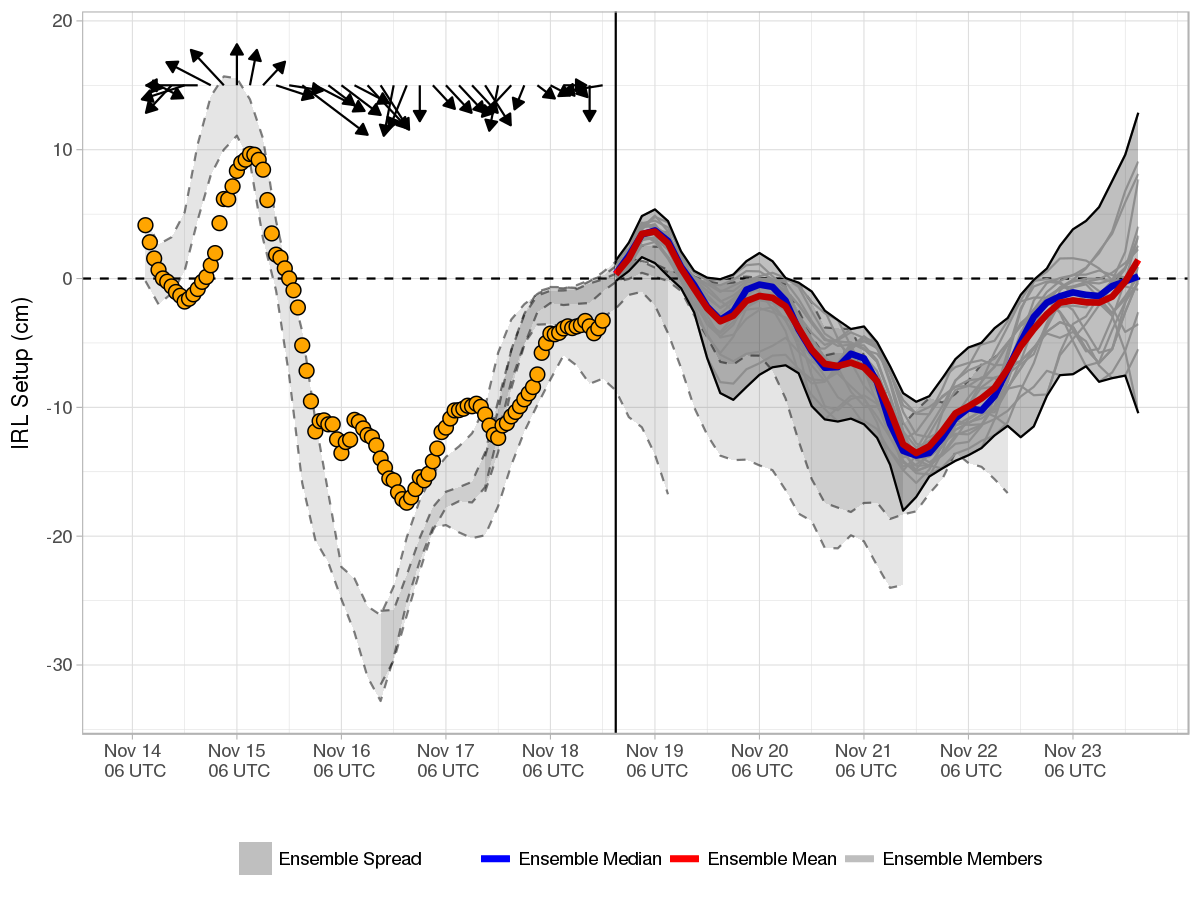 20
10
0
-10
-20
-30
IRL Setup (cm)
Nov 14 Nov 15 Nov 16 Nov 17 Nov 18 Nov 19 Nov 20 Nov 21 Nov 22 Nov 23
06 UTC 06 UTC 06 UTC 06 UTC 06 UTC 06 UTC 06 UTC 06 UTC 06 UTC 06 UTC
Ensemble Spread Ensemble Median Ensemble Mean Ensemble Members